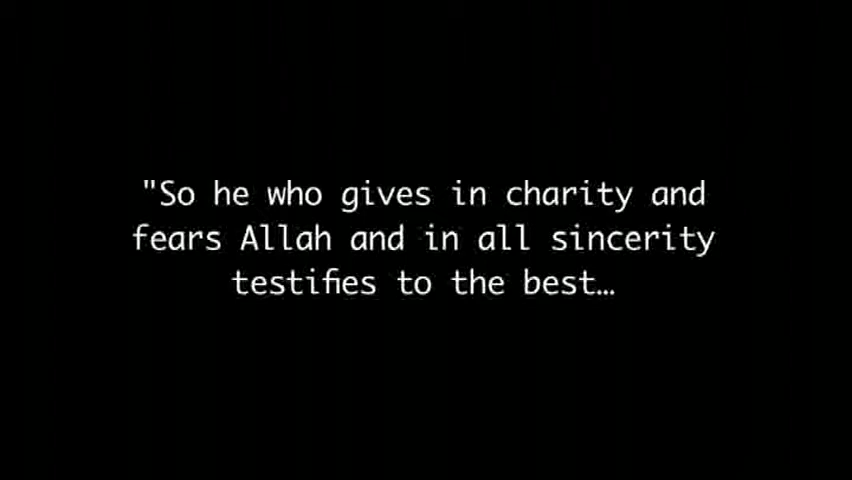 "So he who gives in charity and
fears Allah and in all sincerity
testifies to the best…